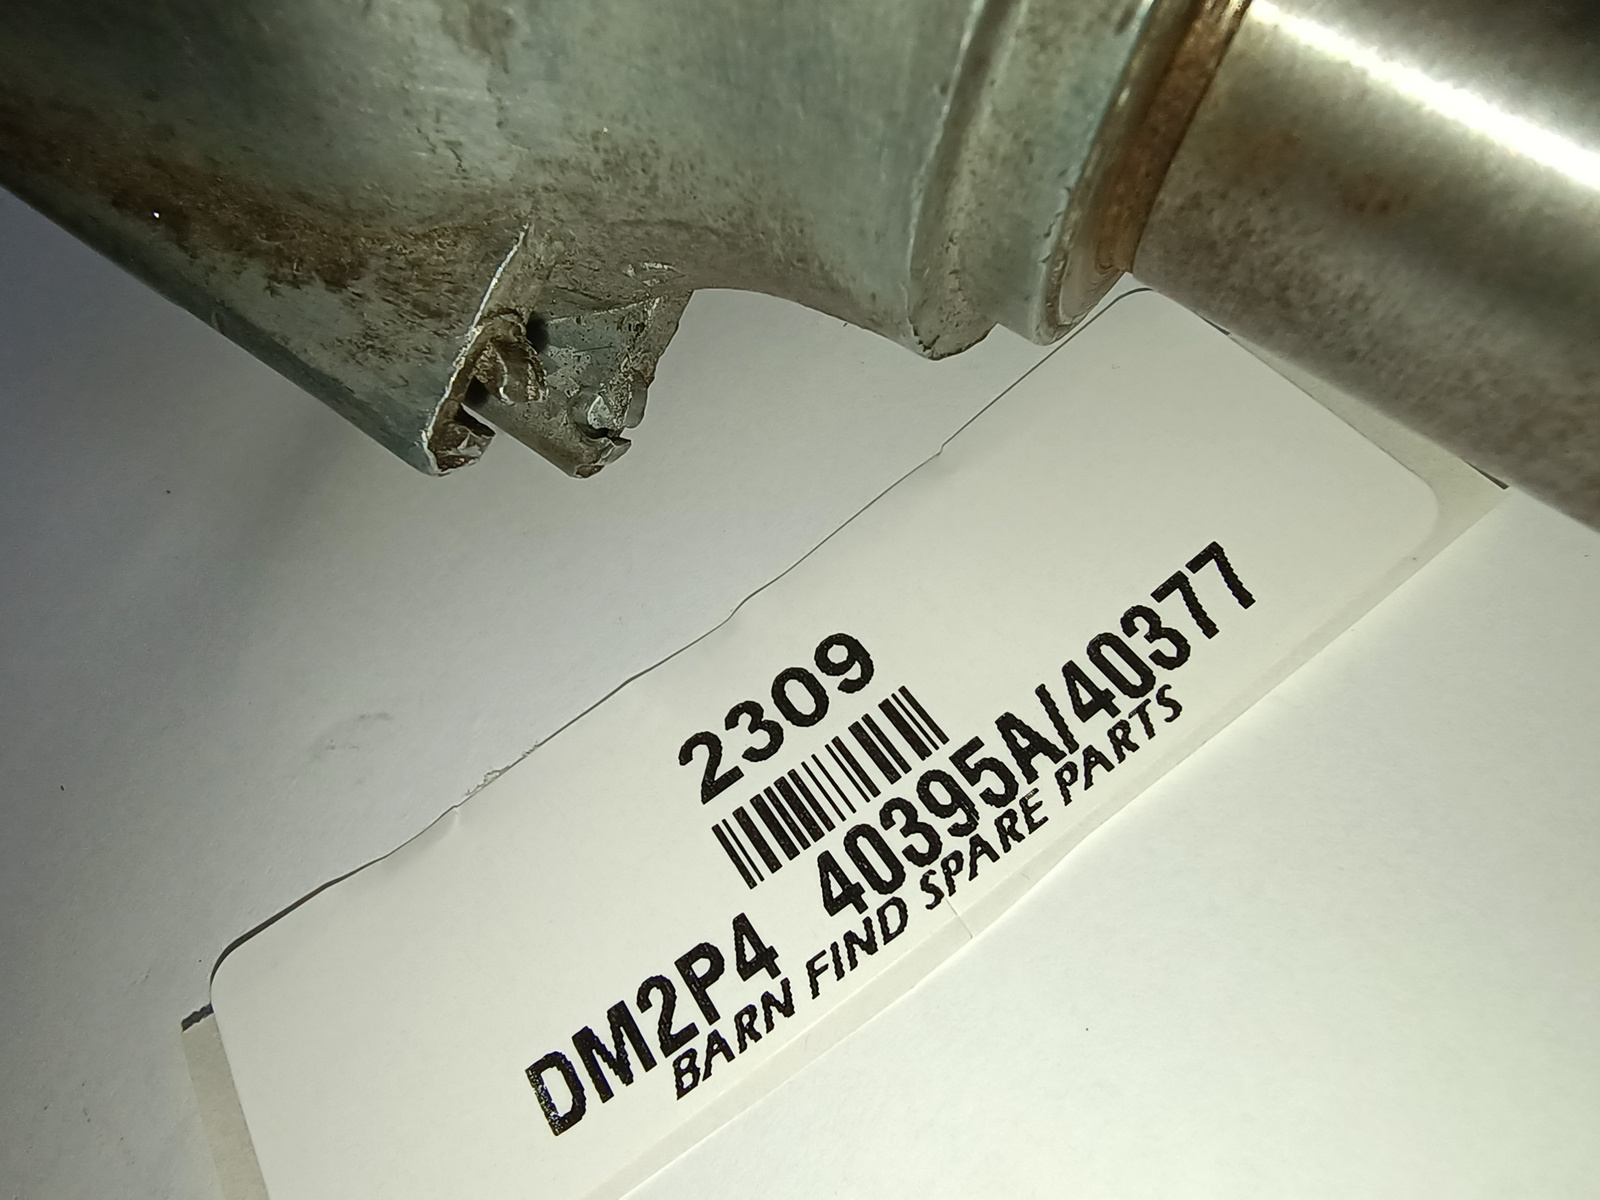 2309
DM2P4 40395A/40377
BARN FIND SPARE PARTS